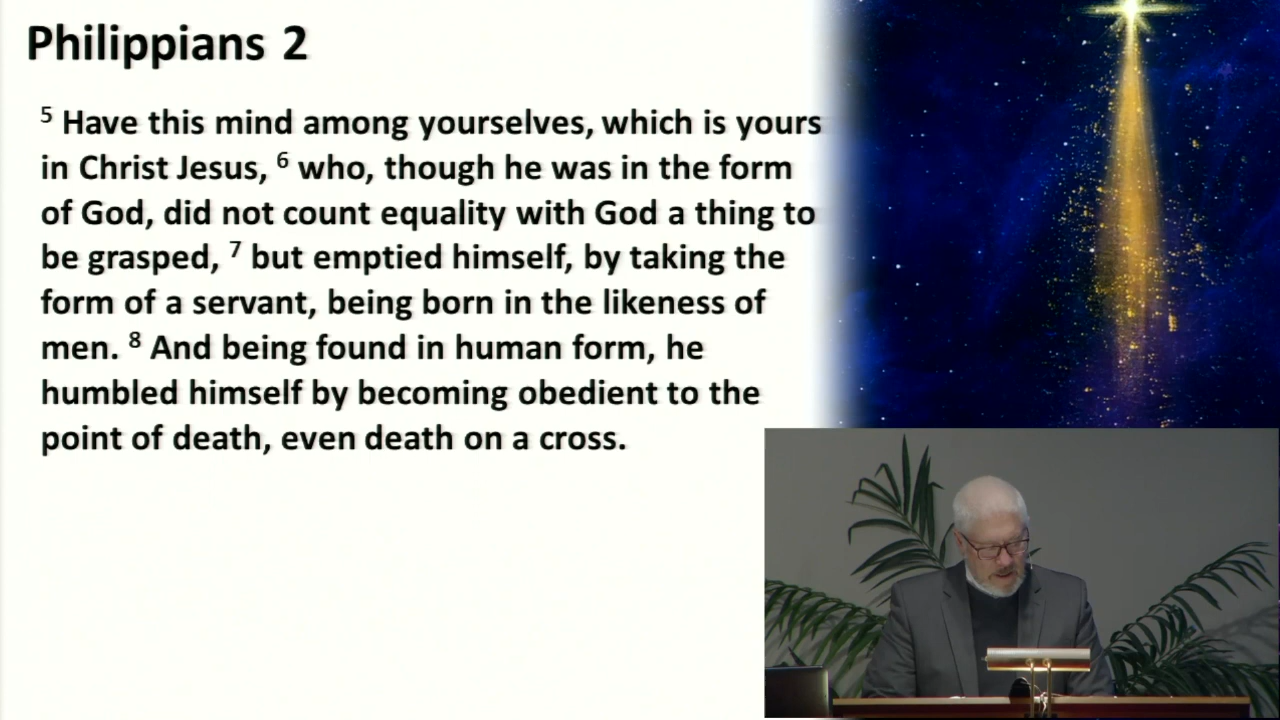 Philippians 2
5 Have this mind among yourselves, which is yours
in Christ Jesus, 6 who, though he was in the form
of God, did not count equality with God a thing to
be grasped, 7 but emptied himself, by taking the
form of a servant, being born in the likeness of
men. 8 And being found in human form, he
humbled himself by becoming obedient to the
point of death, even death on a cross.